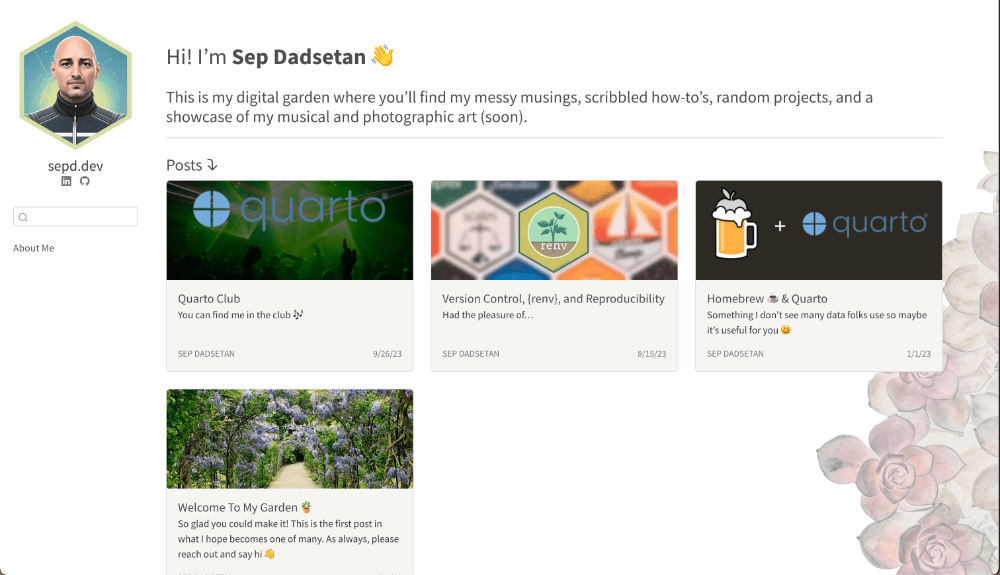 Hi! I’m Sep Dadsetan 👋
This is my digital garden where you’ll find my messy musings, scribbled how-to’s, random projects, and a
showcase of my musical and photographic art (soon).
sepd.dev
About Me
Posts ⤵
quarto
scales
renv
+ quarto
Quarto Club
You can find me in the club 🎶
SEP DADSETAN 9/26/23
Version Control, {renv}, and Reproducibility
Had the pleasure of…
SEP DADSETAN 8/15/23
Homebrew ☕ & Quarto
Something I don’t see many data folks use so maybe
it’s useful for you 😀
SEP DADSETAN 1/1/23
Welcome To My Garden 🪴
So glad you could make it! This is the first post in
what I hope becomes one of many. As always, please
reach out and say hi 👋